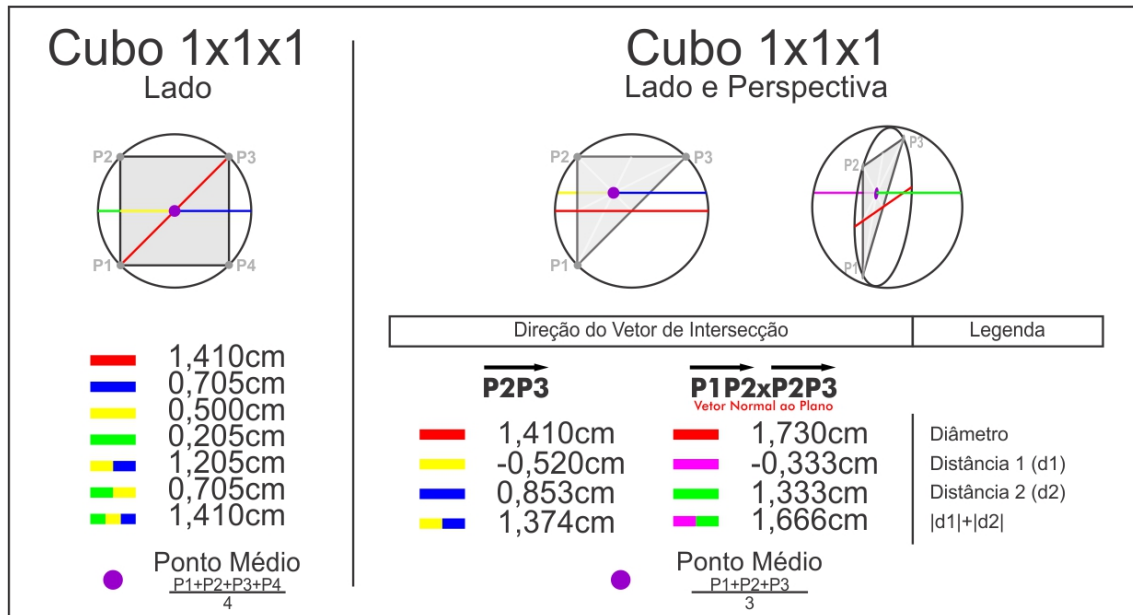 Cubo 1x1x1
Lado
P2
P3
P1
P4
1,410cm
0,705cm
0,500cm
0,205cm
1,205cm
0,705cm
1,410cm
Ponto Médio
P1+P2+P3+P4
4
Cubo 1x1x1
Lado e Perspectiva
P2
P3
P1
P3
P2
P1
Direção do Vetor de Intersecção
Legenda
P2P3
P1P2xP2P3
Vetor Normal ao Plano
1,410cm
1,730cm
Diâmetro
-0,520cm
-0,333cm
Distância 1 (d1)
0,853cm
1,333cm
Distância 2 (d2)
1,374cm
1,666cm
|d1|+|d2|
Ponto Médio
P1+P2+P3
3